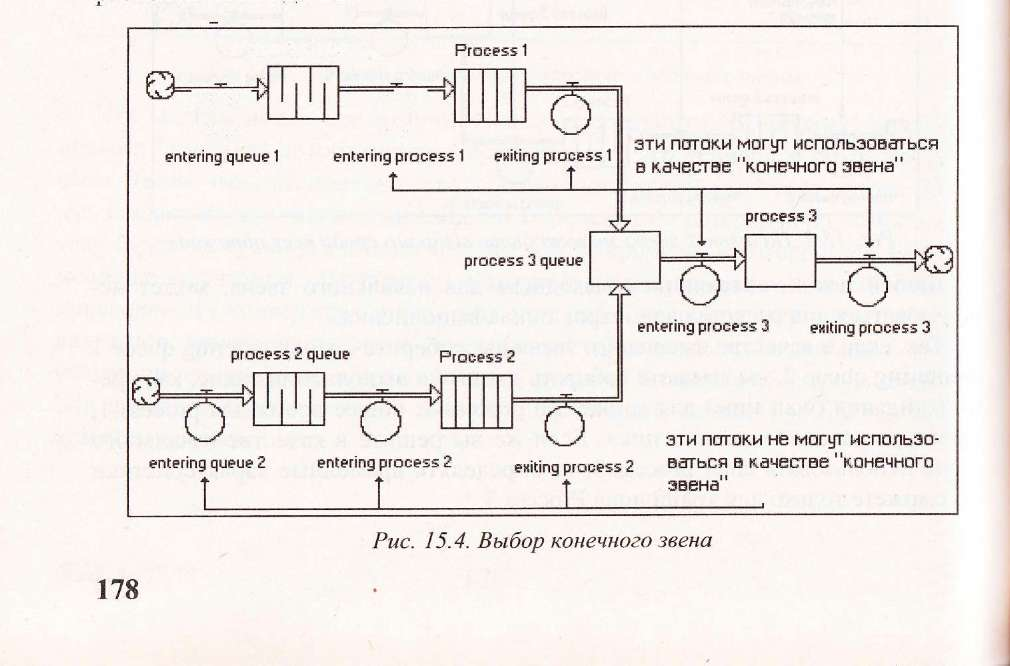 Process 1
entering queue 1
entering process 1
exiting process 1
эти потоки могут использоваться
в качестве "конечного звена"
process 3
process 3 queue
entering process 3
exiting process 3
process 2 queue
Process 2
entering queue 2
entering process 2
exiting process 2
эти потоки не могут использо-
ваться в качестве "конечного
звена"
Рис. 15.4. Выбор конечного звена
178